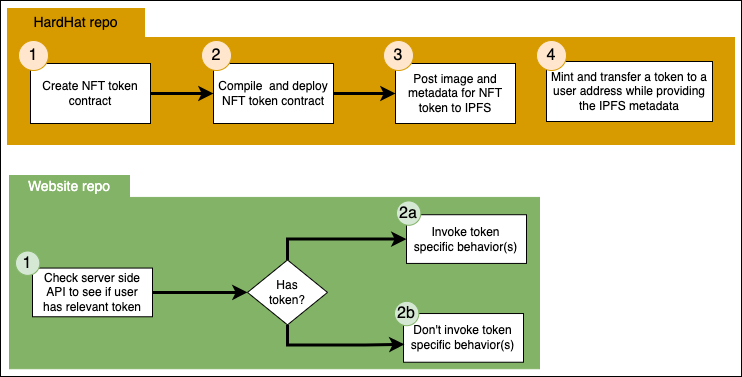 HardHat repo
1
Create NFT token
contract
2
Compile and deploy
NFT token contract
3
Post image and
metadata for NFT
token to IPFS
4
Mint and transfer a token to a
user address while providing
the IPFS metadata
Website repo
1
Check server side
API to see if user
has relevant token
Has
token?
2a
Invoke token
specific behavior(s)
2b
Don't invoke token
specific behavior(s)